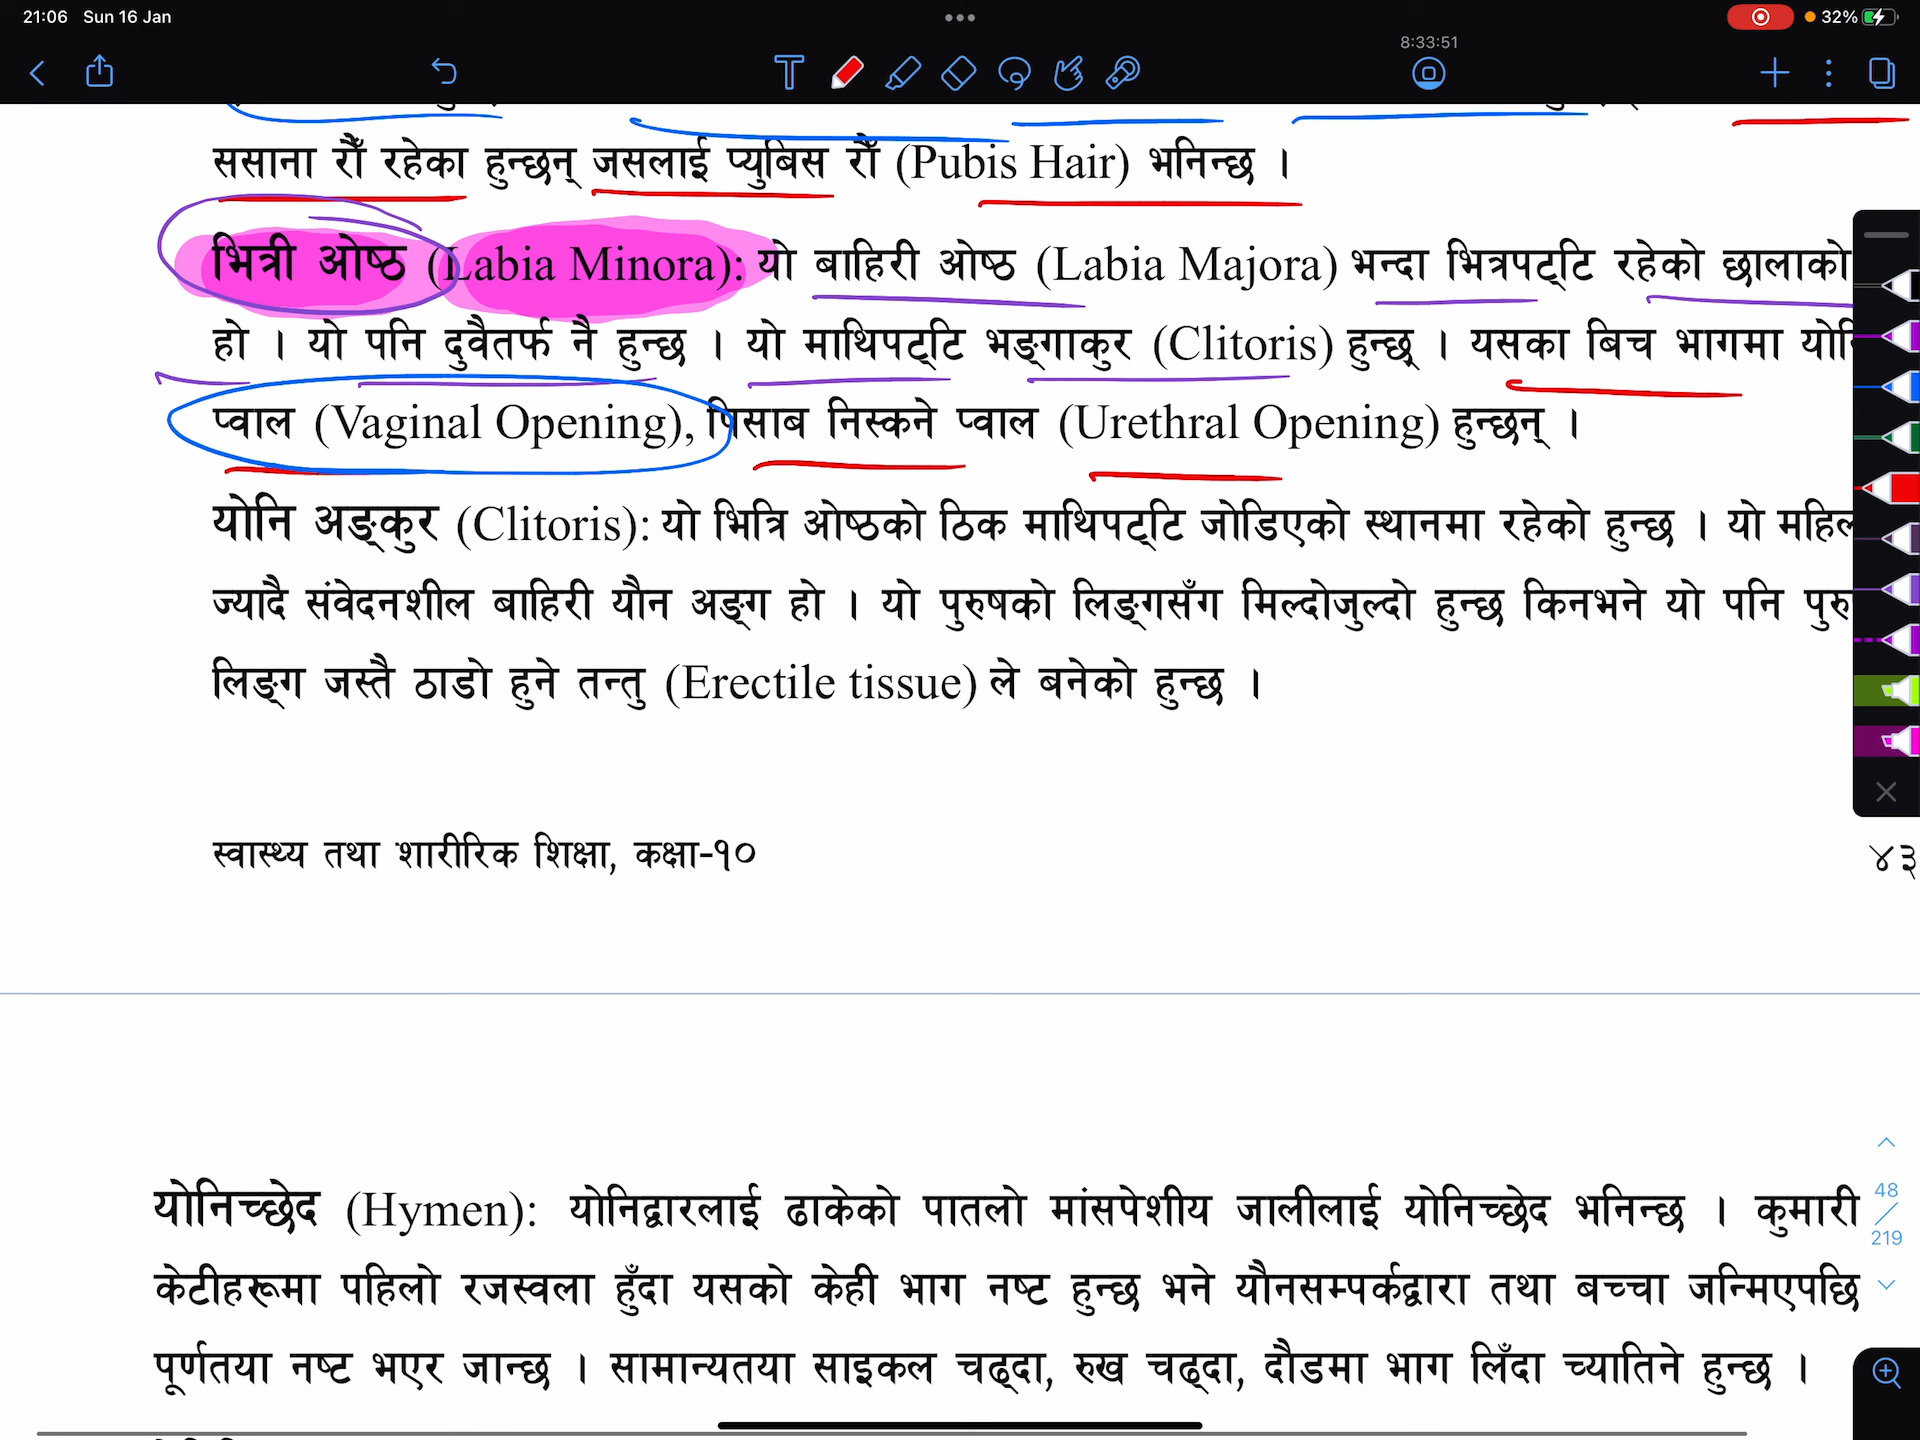 21:06 Sun 16 Jan
32%
8:33:51
T
ससाना रौँ रहेका हुन्छन् जसलाई प्युबिस रौँ (Pubis Hair) भनिन्छ ।
भित्री ओष्ठ (Labia Minora): यो बाहिरी ओष्ठ (Labia Majora) भन्दा भित्रपट्टि रहेको छालाको
हो । यो पनि दुवैतर्फ नै हुन्छ । यो माथिपट्टि भङ्गाकुर (Clitoris) हुन्छ् । यसका बिच भागमा
प्वाल (Vaginal Opening), पिसाब निस्कने प्वाल (Urethral Opening) हुन्छन् ।
योनि अङ्कुर (Clitoris): यो भित्रि ओष्ठको ठिक माथिपट्टि जोडिएको स्थानमा रहेको हुन्छ । यो
ज्यादै संवेदनशील बाहिरी यौन अङ्ग हो । यो पुरुषको लिङ्गसँग मिल्दोजुल्दो हुन्छ किनभने यो पनि
लिङ्ग जस्तै ठाडो हुने तन्तु (Erectile tissue) ले बनेको हुन्छ ।
स्वास्थ्य तथा शारीरिक शिक्षा, कक्षा-१०
४३
योनिच्छेद (Hymen): योनिद्वारलाई ढाकेको पातलो मांसपेशीय जालीलाई योनिच्छेद भनिन्छ । कुमारी
केटीहरूमा पहिलो रजस्वला हुँदा यसको केही भाग नष्ट हुन्छ भने यौनसम्पर्कद्वारा तथा बच्चा जन्मिएपछि
पूर्णतया नष्ट भएर जान्छ । सामान्यतया साइकल चढ्दा, रुख चढ्दा, दौडमा भाग लिँदा च्यातिने हुन्छ ।
48
219